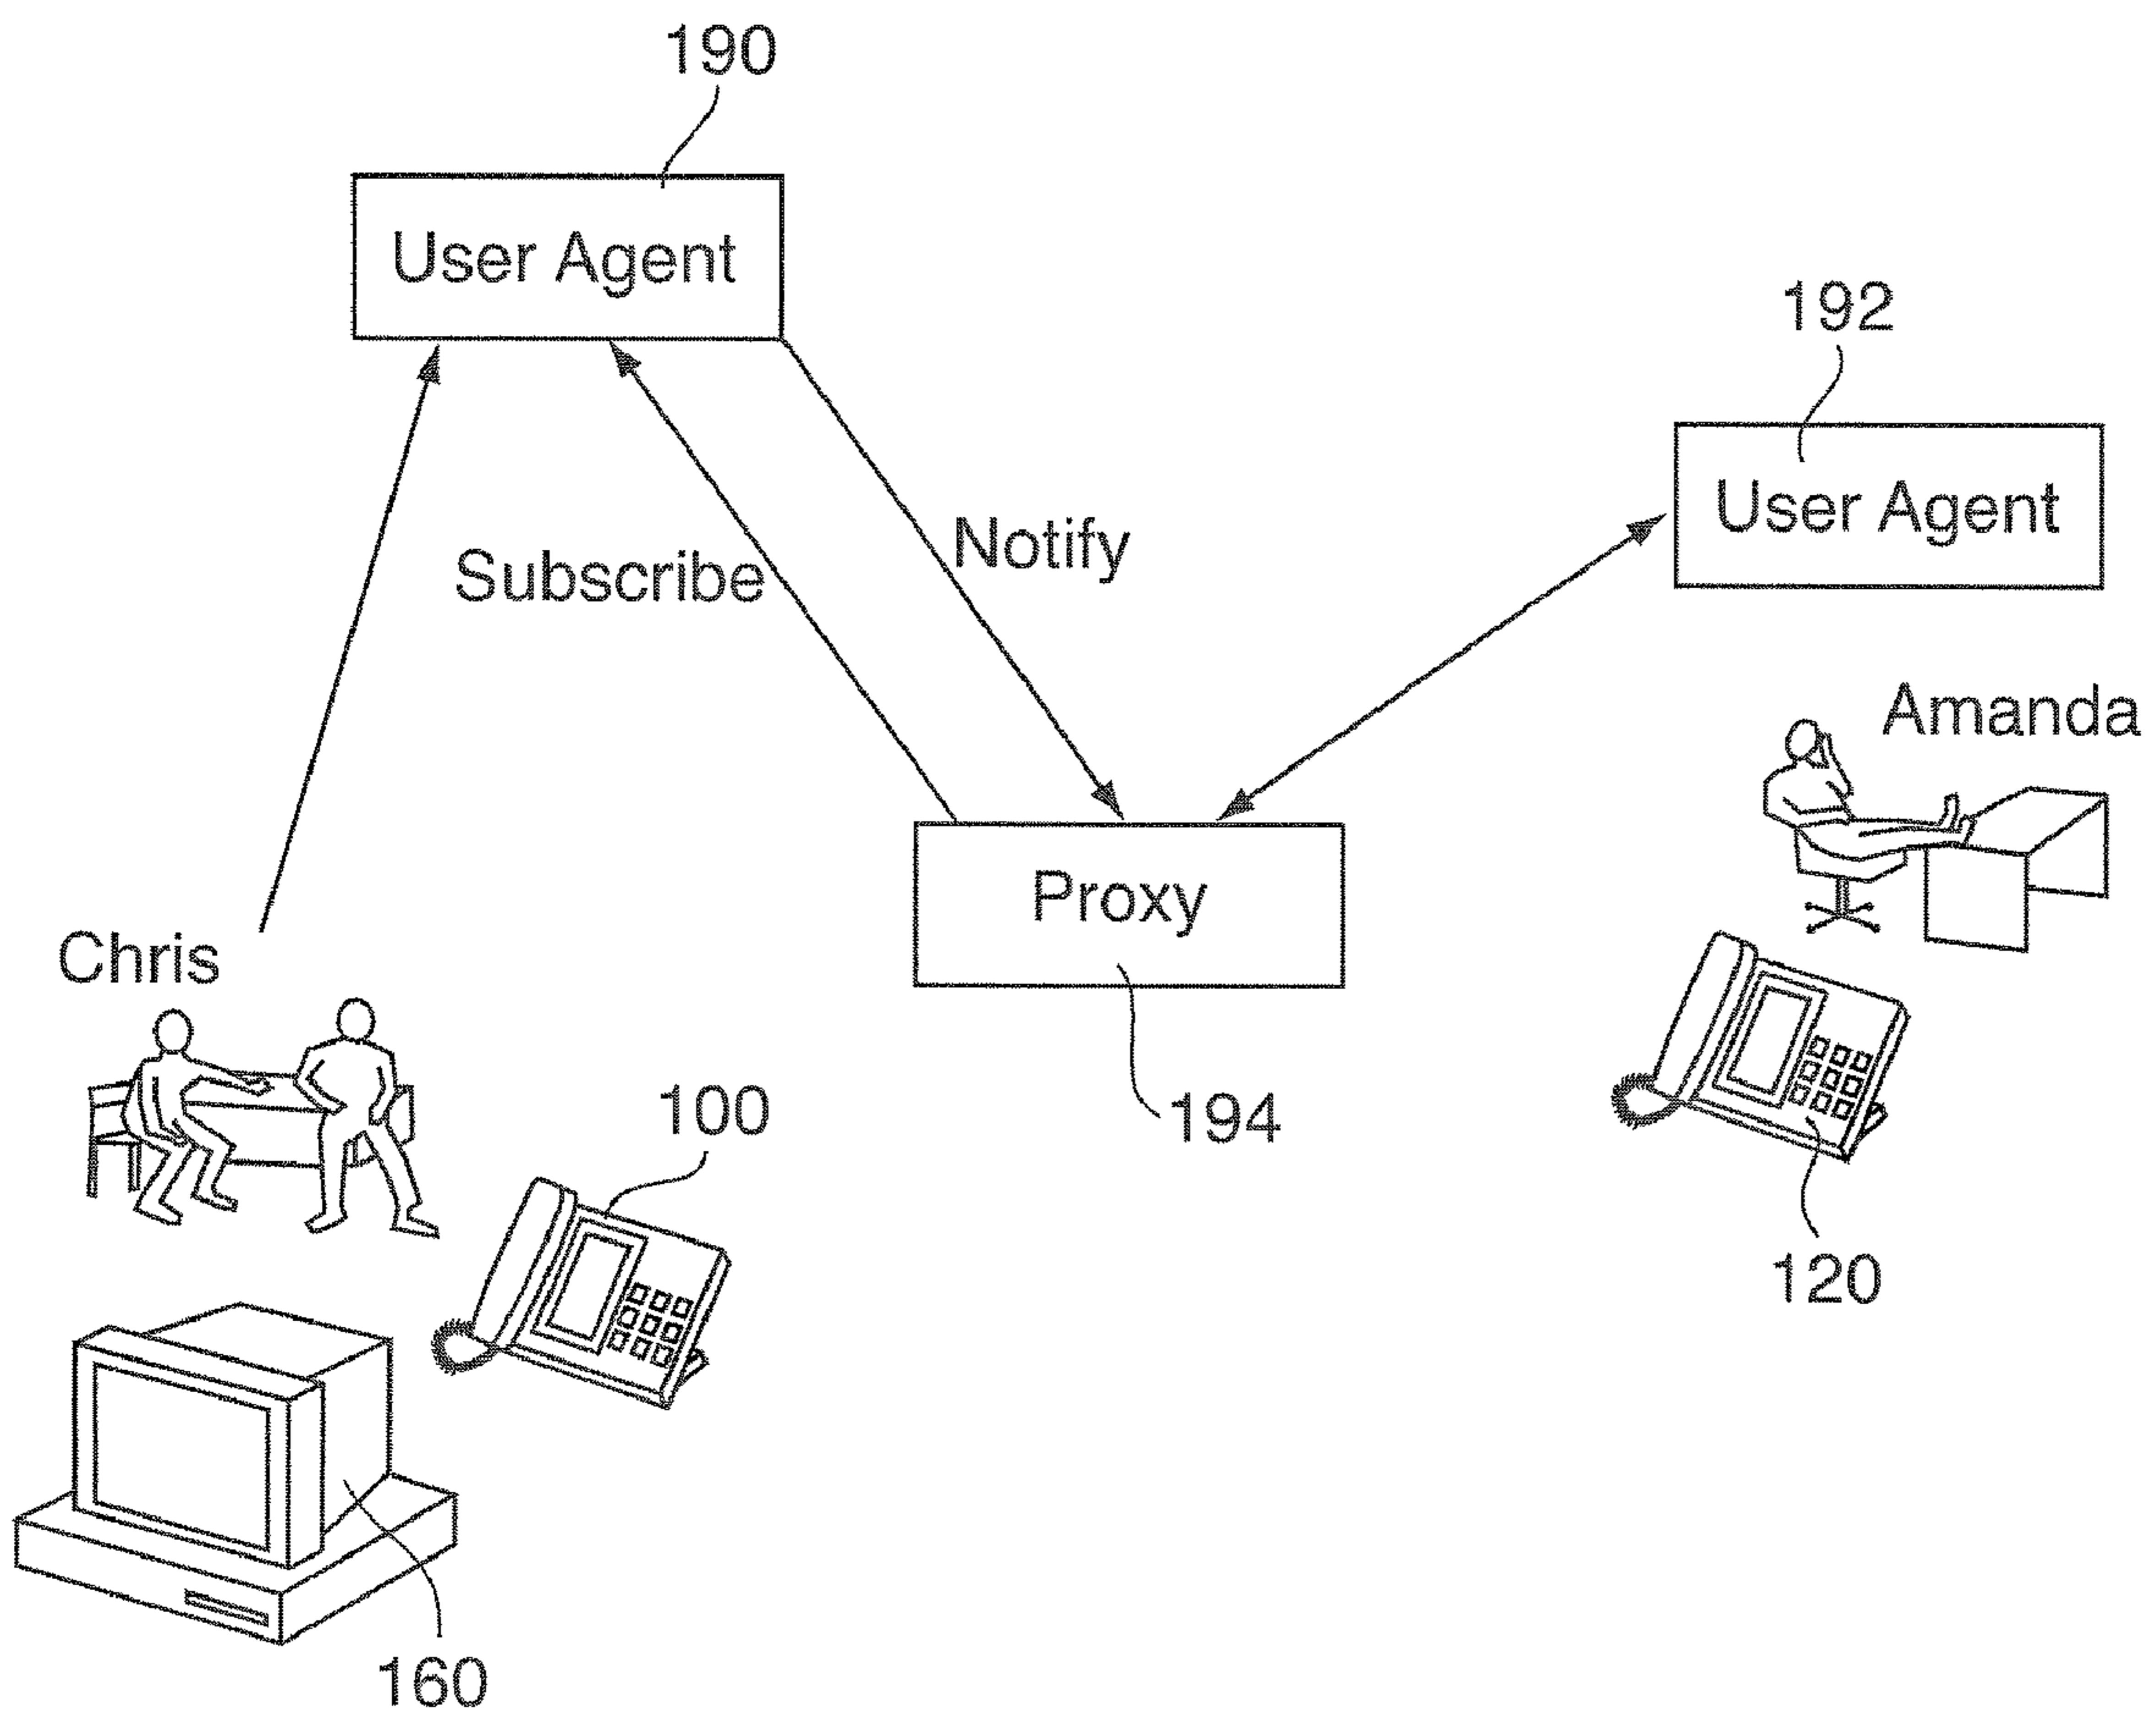 190
User Agent
192
User Agent
Notify
Subscribe
Amanda
Proxy
Chris
100
194
120
160